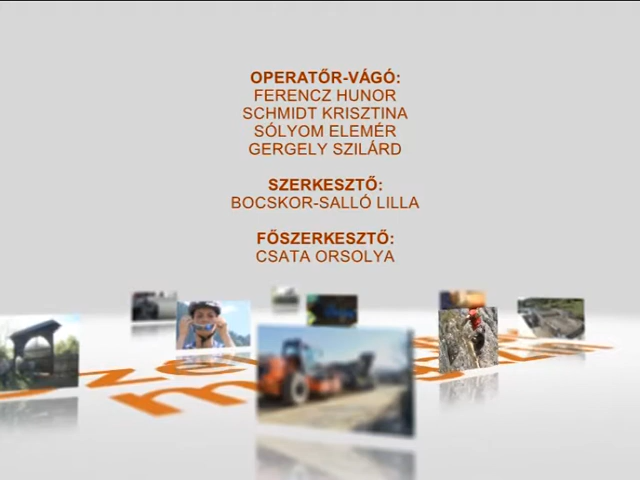 OPERATŐR-VÁGÓ:
FERENCZ HUNOR
SCHMIDT KRISZTINA
SÓLYOM ELEMÉR
GERGELY SZILÁRD
SZERKESZTŐ:
BOCSKOR-SALLÓ LILLA
FŐSZERKESZTŐ:
CSATA ORSOLYA